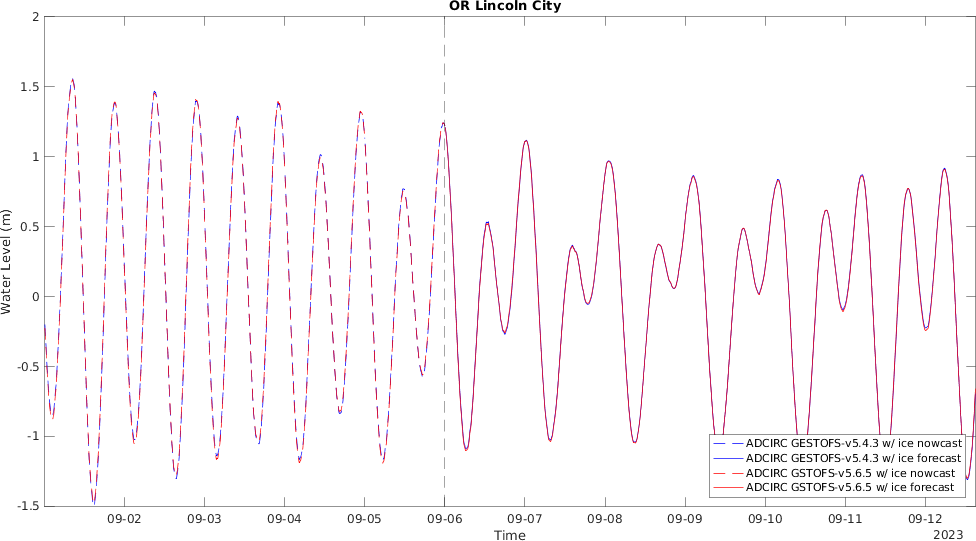 OR Lincoln City
2
1.5
1
0.5
0
-0.5
-1
-1.5
Water Level (m)
09-02 09-03 09-04 09-05 09-06 09-07 09-08 09-09 09-10 09-11 09-12
Time
2023
ADCIRC GESTOFS-v5.4.3 w/ ice nowcast
ADCIRC GESTOFS-v5.4.3 w/ ice forecast
ADCIRC GSTOFS-v5.6.5 w/ ice nowcast
ADCIRC GSTOFS-v5.6.5 w/ ice forecast